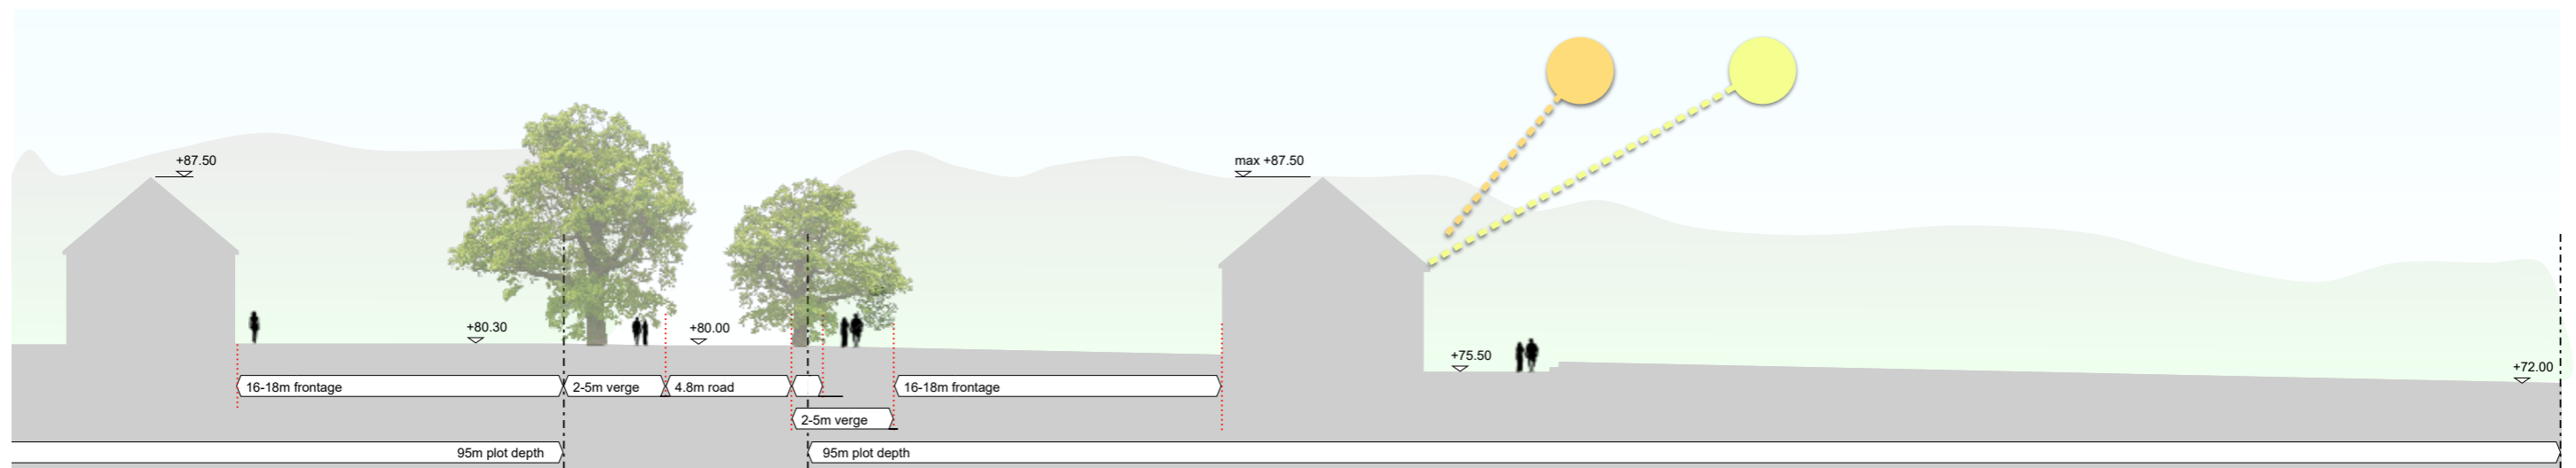 +87.50
max +87.50
+80.30
+80.00
+75.50
+72.00
16-18m frontage
2-5m verge
4.8m road
16-18m frontage
2-5m verge
95m plot depth
95m plot depth